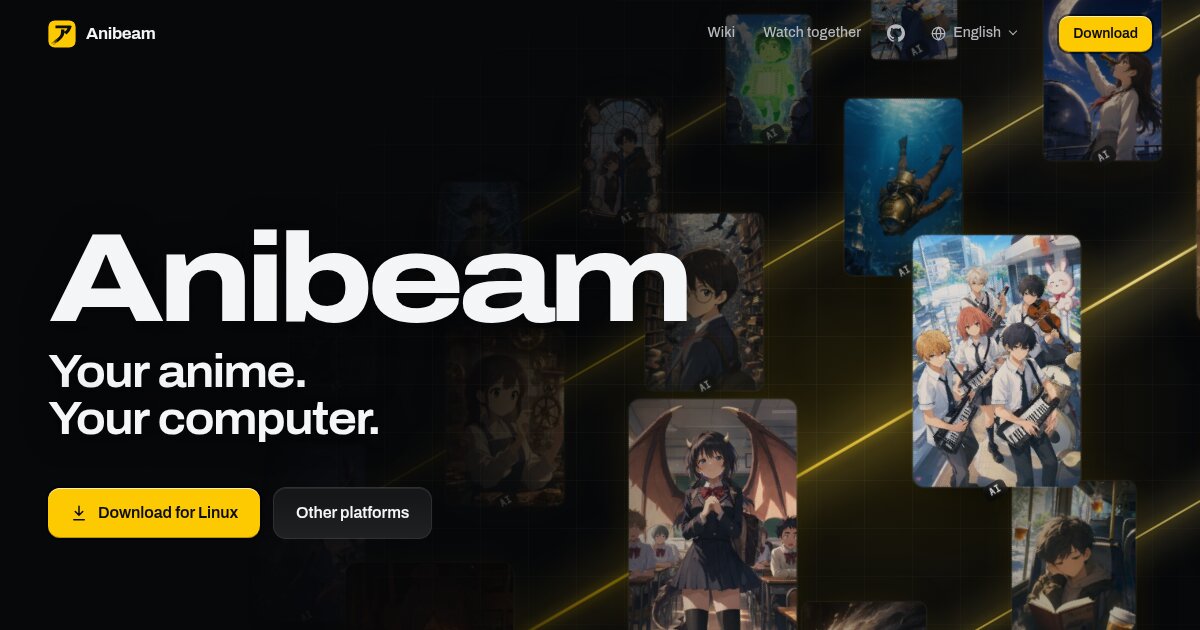 ア Anibeam
Wiki
Watch together
English
Download
Anibeam
Your anime.
Your computer.
Download for Linux
Other platforms
AI
AI
AI
AI
AI
AI
AI
AI